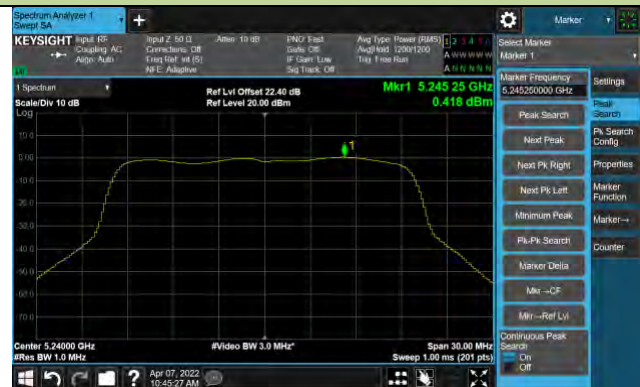 Spectrum Analyzer 1
Swept SA
Marker
KEYSIGHT
Input: RF
Coupling: AC
Align: Auto
Input Z: 50 Ω
Corrections: Off
Freq Ref: Int (S)
NFE: Adaptive
Atten: 10 dB
PNO: Fast
Gate: Off
IF Gain: Low
Sig Track: Off
Avg Type: Power (RMS)
Avg|Hold: 1200/1200
Trig: Free Run
1 2 3 4 5 6
A W W W W W
A N N N N N
Select Marker
Marker 1
1 Spectrum
Scale/Div 10 dB
Log
Ref Lvl Offset 22.40 dB
Ref Level 20.00 dBm
Mkr1 5.245 25 GHz
0.418 dBm
Marker Frequency
5.245250000 GHz
Peak Search
Next Peak
Next Pk Right
Next Pk Left
Minimum Peak
Pk-Pk Search
Marker Delta
Mkr→CF
Mkr→Ref Lvl
Continuous Peak
Search
On
Off
Settings
Peak
Search
Pk Search
Config
Properties
Marker
Function
Marker→
Counter
10.0
0.00
-10.0
-20.0
-30.0
-40.0
-50.0
-60.0
-70.0
1
Center 5.24000 GHz
#Res BW 1.0 MHz
#Video BW 3.0 MHz*
Span 30.00 MHz
Sweep 1.00 ms (201 pts)
Apr 07, 2022
10:45:27 AM